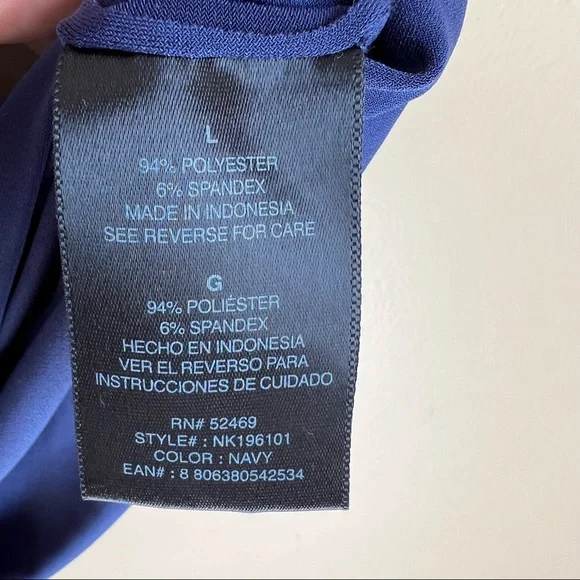 L
94% POLYESTER
6% SPANDEX
MADE IN INDONESIA
SEE REVERSE FOR CARE
G
94% POLIÉSTER
6% SPANDEX
HECHO EN INDONESIA
VER EL REVERSO PARA
INSTRUCCIONES DE CUIDADO
RN# 52469
STYLE# : NK196101
COLOR : NAVY
EAN# : 8 806380542534